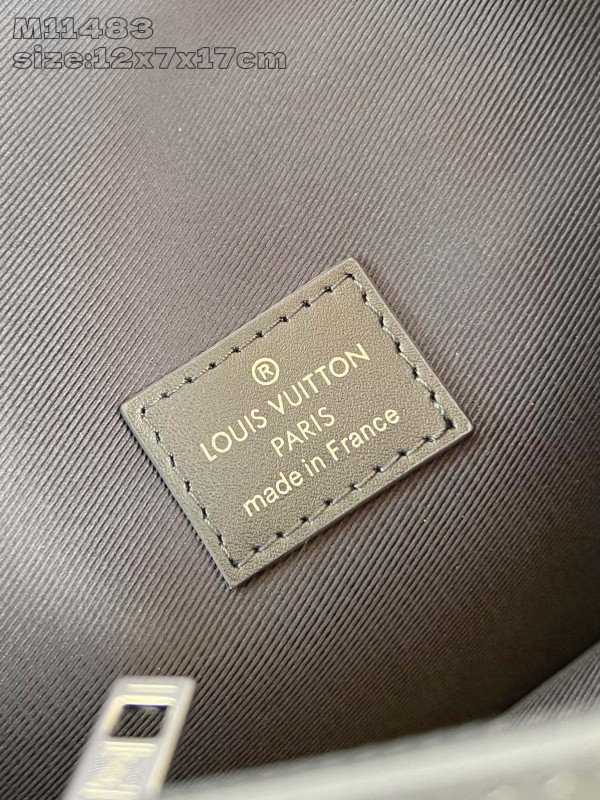 M11483
size:12x7x17cm
®
LOUIS VUITTON
PARIS
made in France